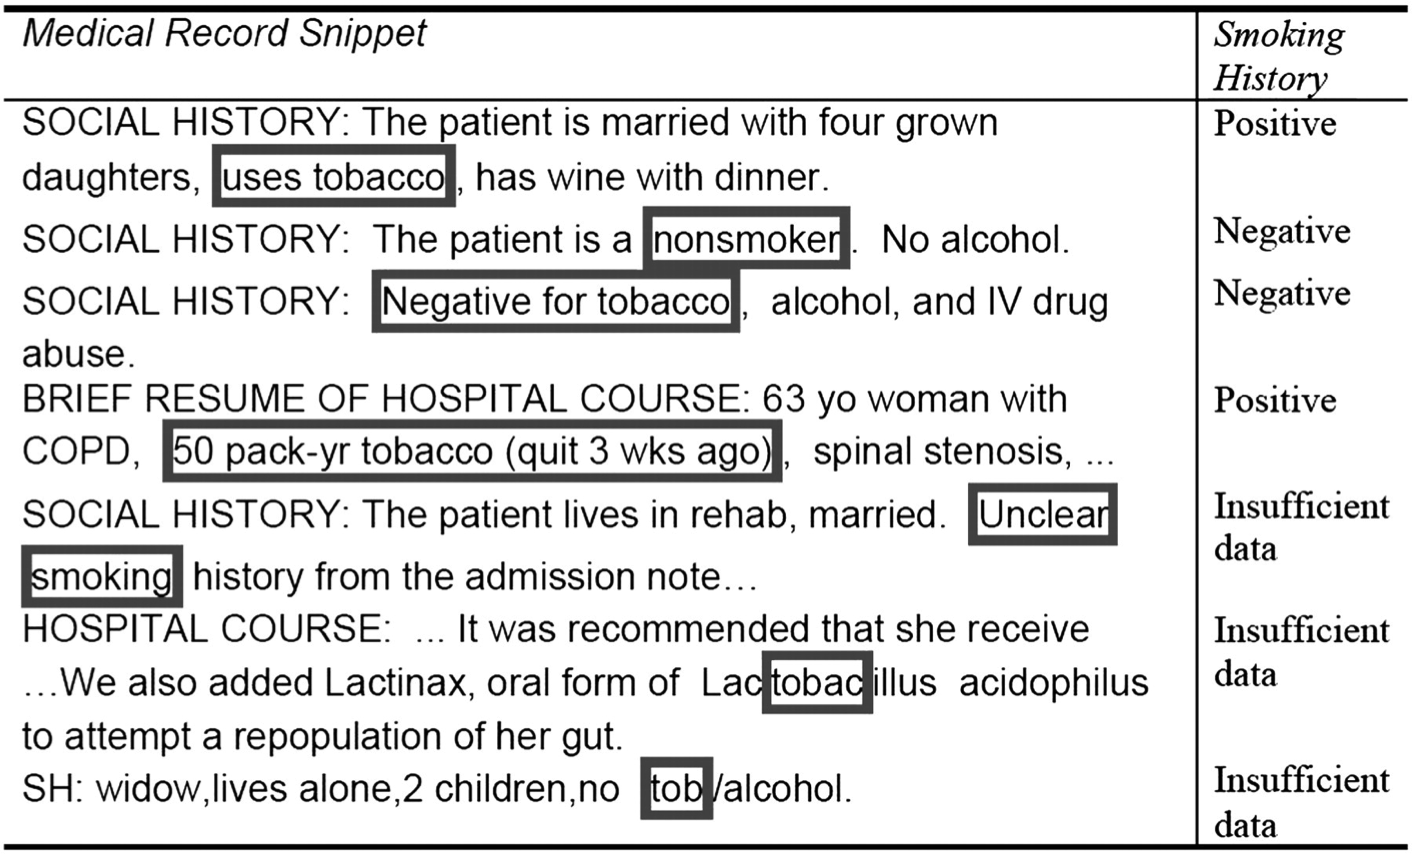 Medical Record Snippet
Smoking
History
SOCIAL HISTORY: The patient is married with four grown
daughters, uses tobacco, has wine with dinner.
Positive
SOCIAL HISTORY: The patient is a nonsmoker. No alcohol.
Negative
SOCIAL HISTORY: Negative for tobacco, alcohol, and IV drug
abuse.
Negative
BRIEF RESUME OF HOSPITAL COURSE: 63 yo woman with
COPD, 50 pack-yr tobacco (quit 3 wks ago), spinal stenosis, ...
Positive
SOCIAL HISTORY: The patient lives in rehab, married. Unclear
smoking history from the admission note...
Insufficient
data
HOSPITAL COURSE: ... It was recommended that she receive
...We also added Lactinax, oral form of Lactobacillus acidophilus
to attempt a repopulation of her gut.
Insufficient
data
SH: widow,lives alone,2 children,no tob/alcohol.
Insufficient
data